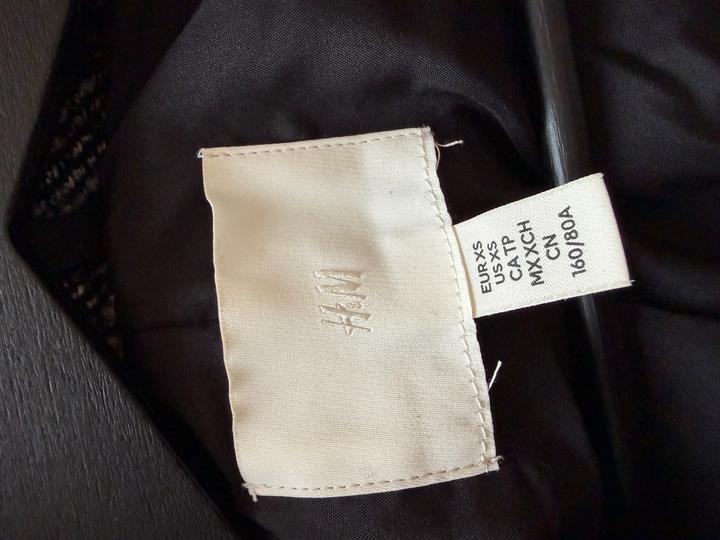 H&M
EUR XS
US XS
CA TP
MX XCH
CN
160/80A